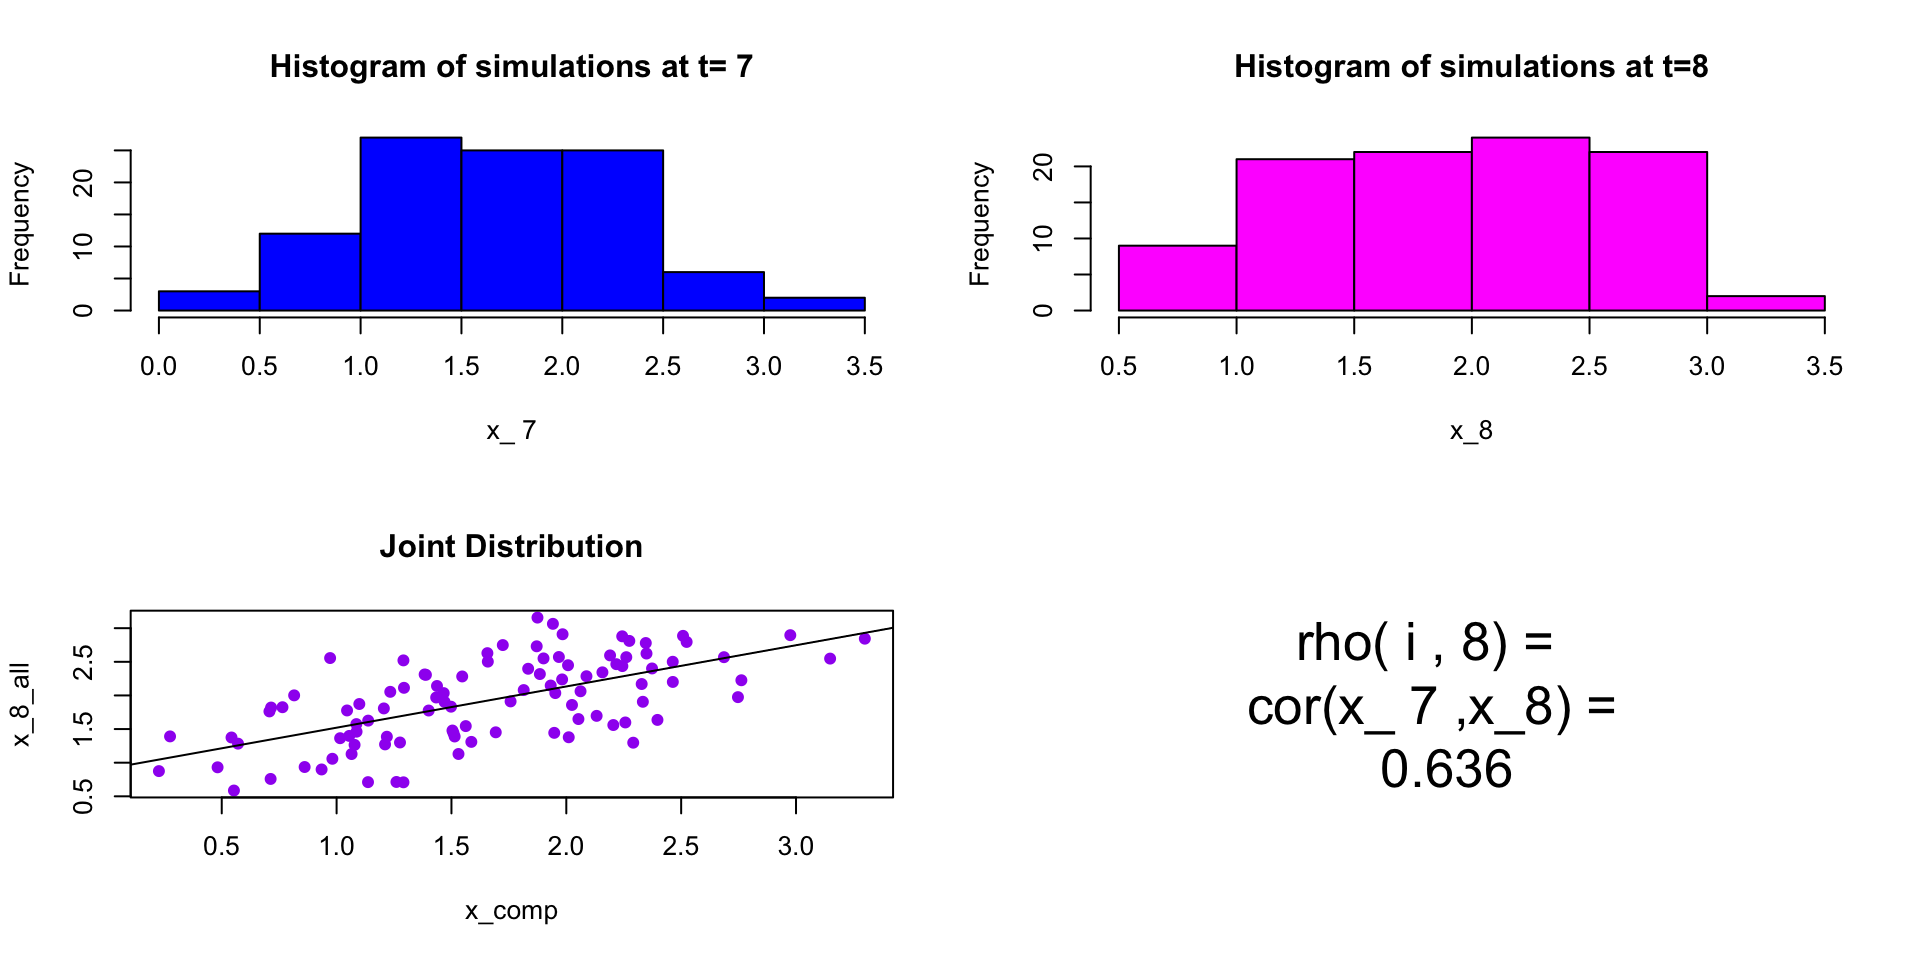 Histogram of simulations at t= 7
Frequency
0 10 20
0.0 0.5 1.0 1.5 2.0 2.5 3.0 3.5
x_ 7
Histogram of simulations at t=8
Frequency
0 10 20
0.5 1.0 1.5 2.0 2.5 3.0 3.5
x_8
Joint Distribution
x_8_all
0.5 1.5 2.5
0.5 1.0 1.5 2.0 2.5 3.0
x_comp
rho( i , 8) =
cor(x_ 7 ,x_8) =
0.636